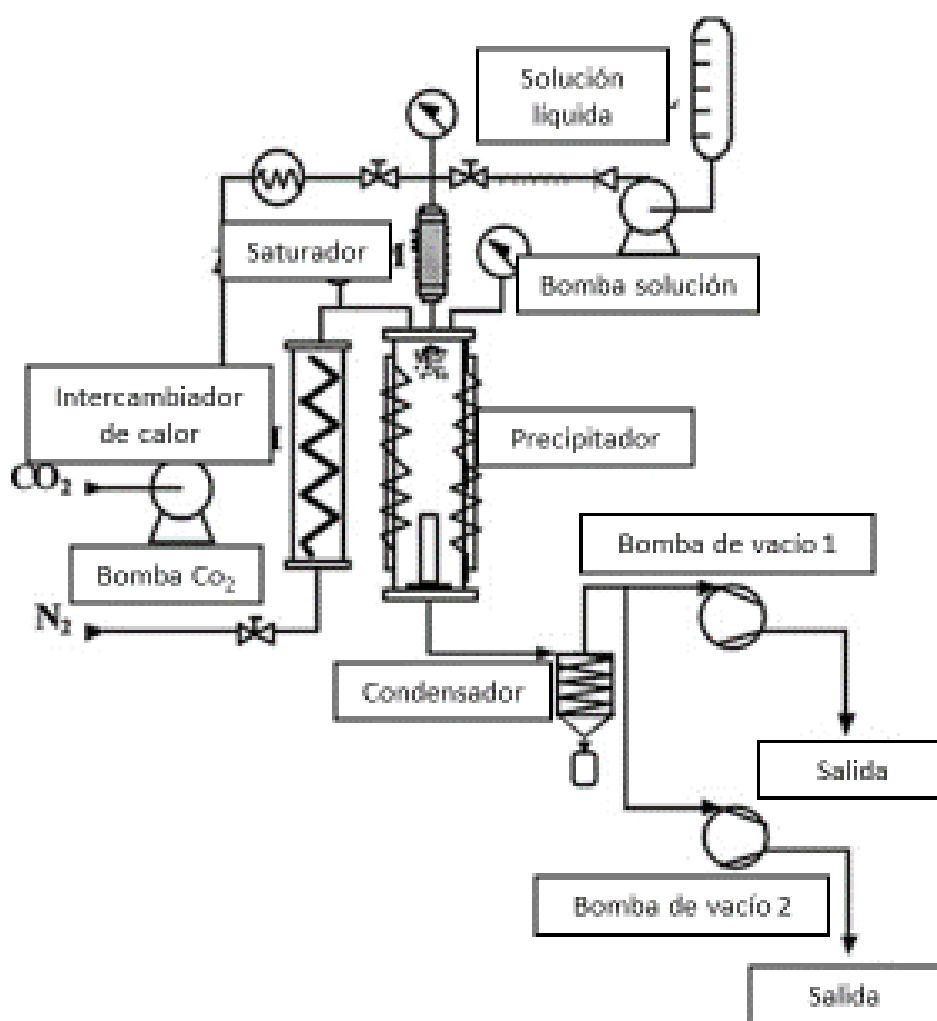 Solución
líquida
Saturador
Bomba solución
Intercambiador
de calor
Precipitador
CO₂
Bomba Co₂
N₂
Bomba de vacío 1
Condensador
Salida
Bomba de vacío 2
Salida